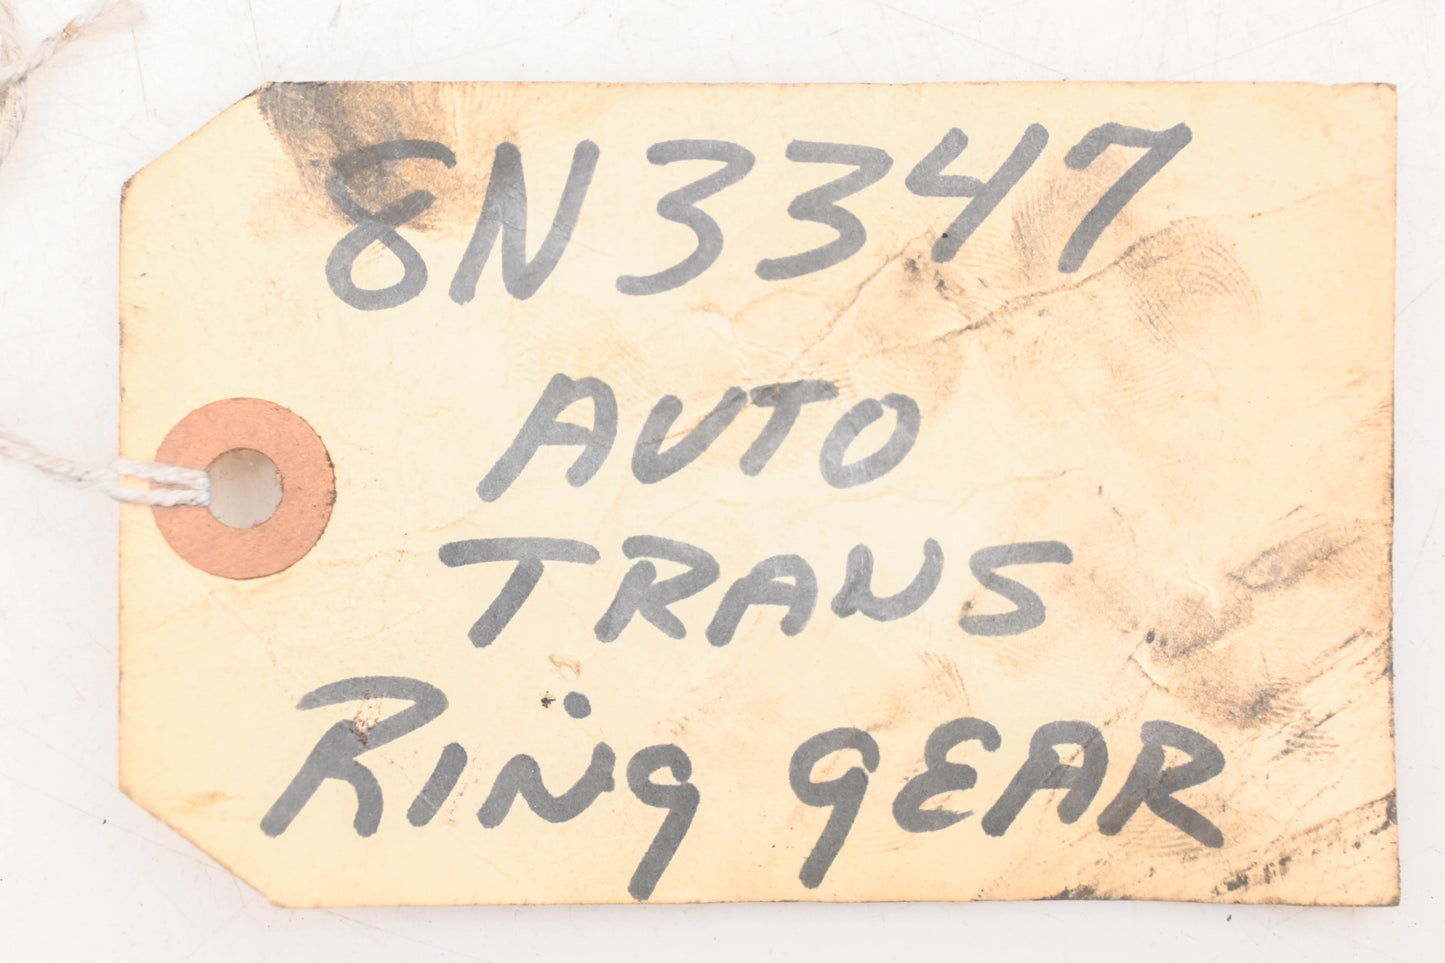 8N3347
AUTO
TRANS
RiNg gEAR